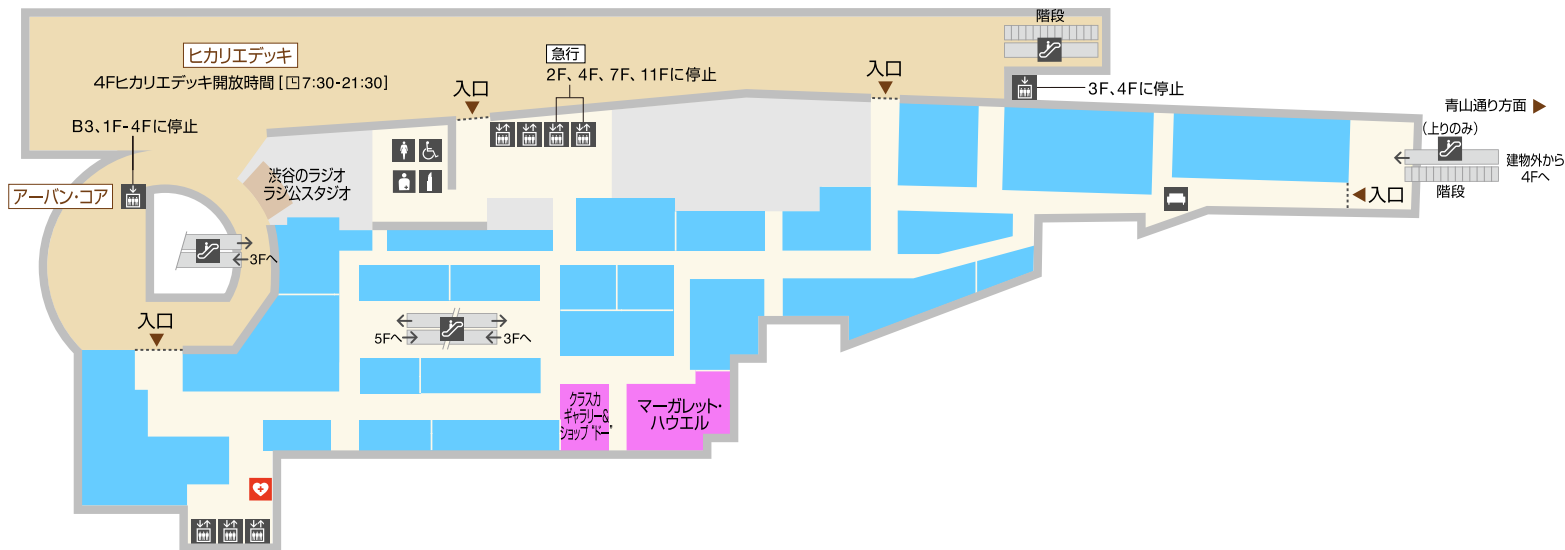 階段
ヒカリエデッキ
急行
4Fヒカリエデッキ開放時間 [7:30-21:30]
2F、4F、7F、11Fに停止
入口
入口
3F、4Fに停止
青山通り方面
B3、1F-4Fに停止
(上りのみ)
建物外から
4Fへ
渋谷のラジオ
ラジ公スタジオ
アーバン・コア
階段
入口
3Fへ
入口
5Fへ
3Fへ
クラスカ
ギャラリー&
ショップ"ドー"
マーガレット・
ハウエル